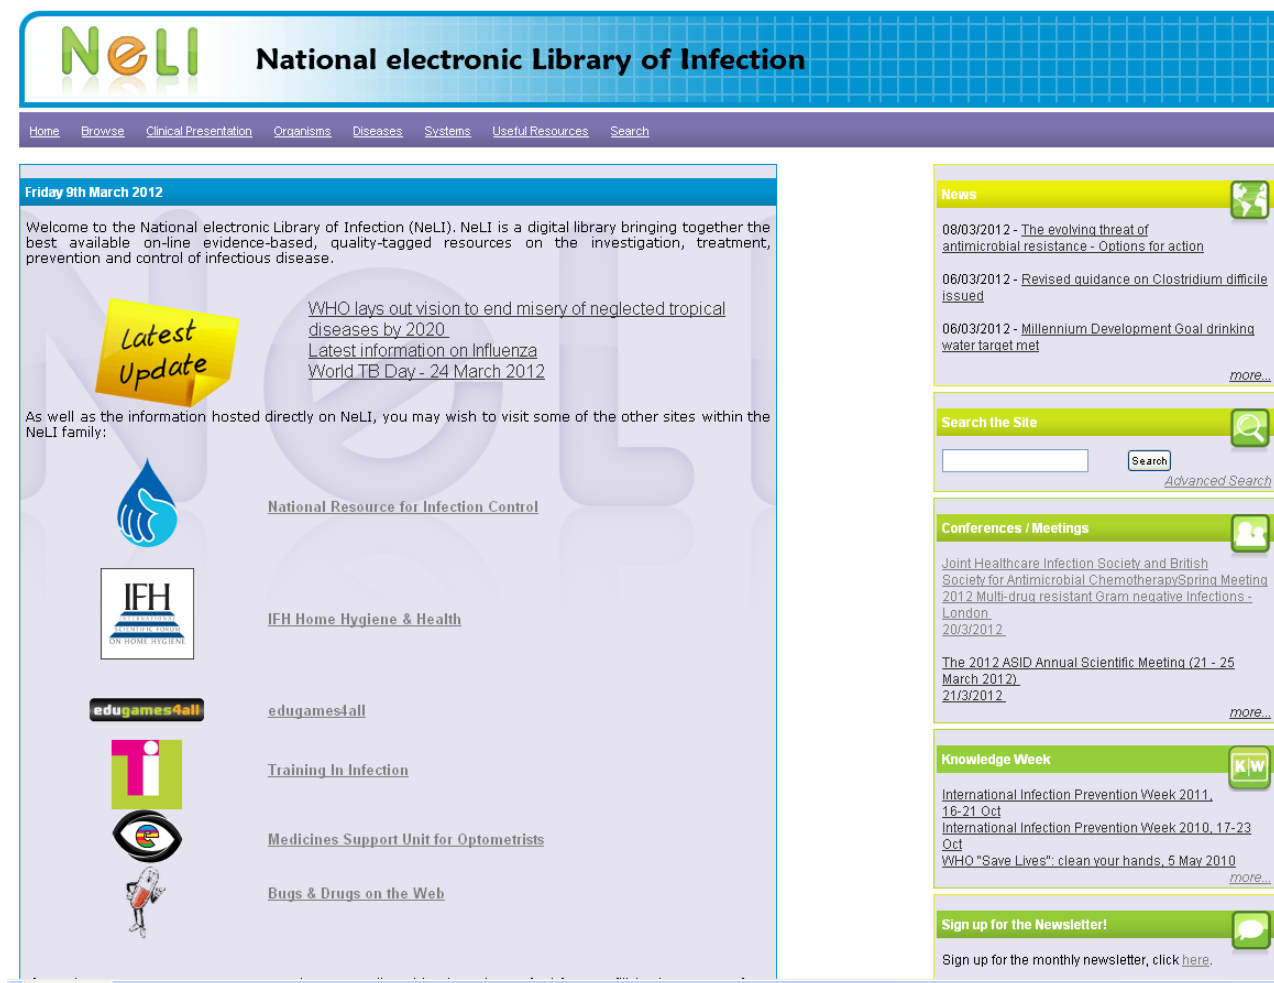 NeLI
National electronic Library of Infection
Home Browse Clinical Presentation Organisms Diseases Systems Useful Resources Search
Friday 9th March 2012
Welcome to the National electronic Library of Infection (NeLI). NeLI is a digital library bringing together the
best available on-line evidence-based, quality-tagged resources on the investigation, treatment,
prevention and control of infectious disease.
Latest
Update
WHO lays out vision to end misery of neglected tropical
diseases by 2020
Latest information on Influenza
World TB Day - 24 March 2012
As well as the information hosted directly on NeLI, you may wish to visit some of the other sites within the
NeLI family:
National Resource for Infection Control
IFH
INTERNATIONAL
SCIENTIFIC FORUM
ON HOME HYGIENE
IFH Home Hygiene & Health
edugames4all
edugames4all
Ti
Training In Infection
e
Medicines Support Unit for Optometrists
Bugs & Drugs on the Web
News
08/03/2012 - The evolving threat of
antimicrobial resistance - Options for action
06/03/2012 - Revised guidance on Clostridium difficile
issued
06/03/2012 - Millennium Development Goal drinking
water target met
more...
Search the Site
Search
Advanced Search
Conferences / Meetings
Joint Healthcare Infection Society and British
Society for Antimicrobial ChemotherapySpring Meeting
2012 Multi-drug resistant Gram negative Infections -
London
20/3/2012
The 2012 ASID Annual Scientific Meeting (21 - 25
March 2012)
21/3/2012
more...
Knowledge Week
K|W
International Infection Prevention Week 2011,
16-21 Oct
International Infection Prevention Week 2010, 17-23
Oct
WHO "Save Lives": clean your hands, 5 May 2010
more...
Sign up for the Newsletter!
Sign up for the monthly newsletter, click here.